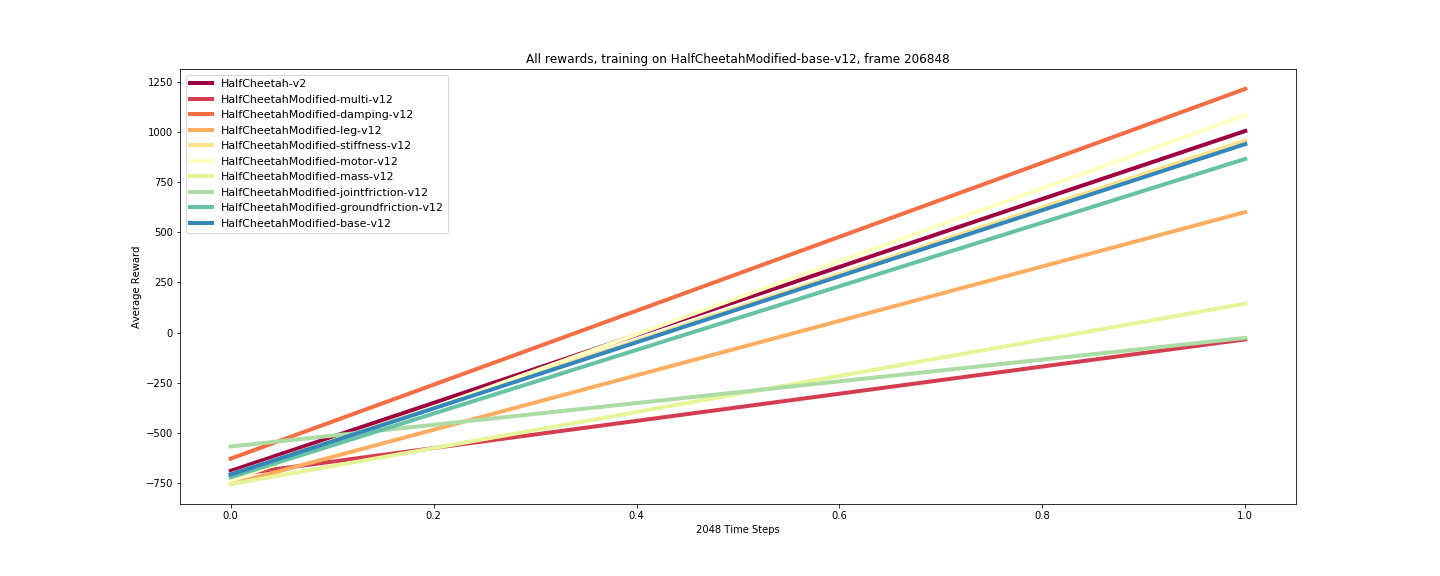 All rewards, training on HalfCheetahModified-base-v12, frame 206848
HalfCheetah-v2
HalfCheetahModified-multi-v12
HalfCheetahModified-damping-v12
HalfCheetahModified-leg-v12
HalfCheetahModified-stiffness-v12
HalfCheetahModified-motor-v12
HalfCheetahModified-mass-v12
HalfCheetahModified-jointfriction-v12
HalfCheetahModified-groundfriction-v12
HalfCheetahModified-base-v12
Average Reward
1250
1000
750
500
250
0
−250
−500
−750
0.0 0.2 0.4 0.6 0.8 1.0
2048 Time Steps